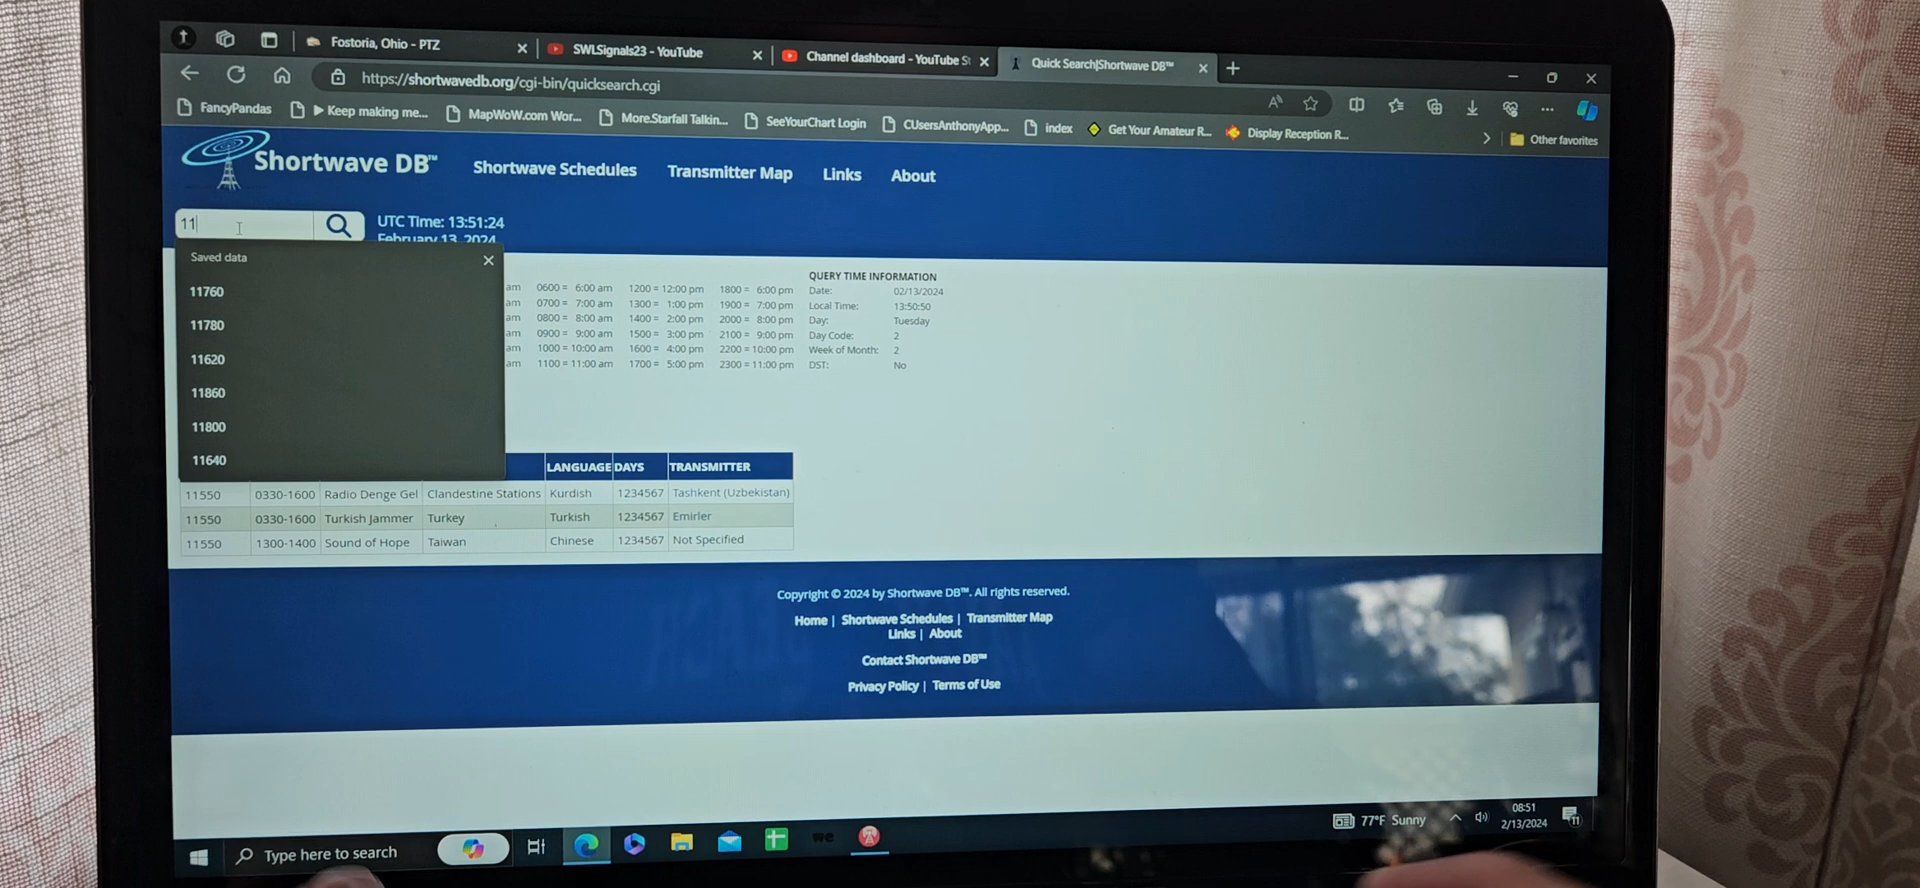 Fostoria, Ohio - PTZ
SWLSignals23 - YouTube
Channel dashboard - YouTube St
Quick Search|Shortwave DB™
https://shortwavedb.org/cgi-bin/quicksearch.cgi
FancyPandas
Keep making me...
MapWoW.com Wor...
More.Starfall Talkin...
SeeYourChart Login
CUsersAnthonyApp...
index
Get Your Amateur R...
Display Reception R...
Other favorites
Shortwave DB™
Shortwave Schedules
Transmitter Map
Links
About
11
UTC Time: 13:51:24
February 13, 2024
Saved data
11760
11780
11620
11860
11800
11640
am 0600 = 6:00 am 1200 = 12:00 pm 1800 = 6:00 pm
am 0700 = 7:00 am 1300 = 1:00 pm 1900 = 7:00 pm
am 0800 = 8:00 am 1400 = 2:00 pm 2000 = 8:00 pm
am 0900 = 9:00 am 1500 = 3:00 pm 2100 = 9:00 pm
am 1000 = 10:00 am 1600 = 4:00 pm 2200 = 10:00 pm
am 1100 = 11:00 am 1700 = 5:00 pm 2300 = 11:00 pm
QUERY TIME INFORMATION
Date: 02/13/2024
Local Time: 13:50:50
Day: Tuesday
Day Code: 2
Week of Month: 2
DST: No
LANGUAGE DAYS TRANSMITTER
11550 0330-1600 Radio Denge Gel Clandestine Stations Kurdish 1234567 Tashkent (Uzbekistan)
11550 0330-1600 Turkish Jammer Turkey Turkish 1234567 Emirler
11550 1300-1400 Sound of Hope Taiwan Chinese 1234567 Not Specified
Copyright © 2024 by Shortwave DB™. All rights reserved.
Home | Shortwave Schedules | Transmitter Map
Links | About
Contact Shortwave DB™
Privacy Policy | Terms of Use
Type here to search
we
77°F Sunny
08:51
2/13/2024
11